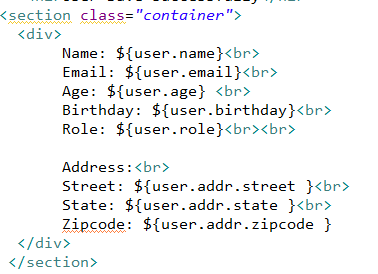 <section class="container">
<div>
Name: ${user.name}<br>
Email: ${user.email}<br>
Age: ${user.age} <br>
Birthday: ${user.birthday}<br>
Role: ${user.role}<br><br>
Address:<br>
Street: ${user.addr.street }<br>
State: ${user.addr.state }<br>
Zipcode: ${user.addr.zipcode }
</div>
</section>